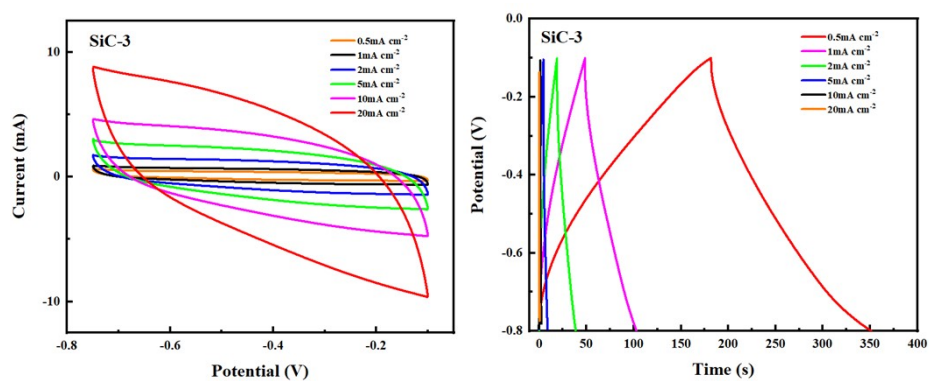 SiC-3
0.5mA cm⁻²
1mA cm⁻²
2mA cm⁻²
5mA cm⁻²
10mA cm⁻²
20mA cm⁻²
10
0
-10
Current (mA)
-0.8
-0.6
-0.4
-0.2
Potential (V)
SiC-3
0.5mA cm⁻²
1mA cm⁻²
2mA cm⁻²
5mA cm⁻²
10mA cm⁻²
20mA cm⁻²
0.0
-0.2
-0.4
-0.6
-0.8
Potential (V)
0
50
100
150
200
250
300
350
400
Time (s)